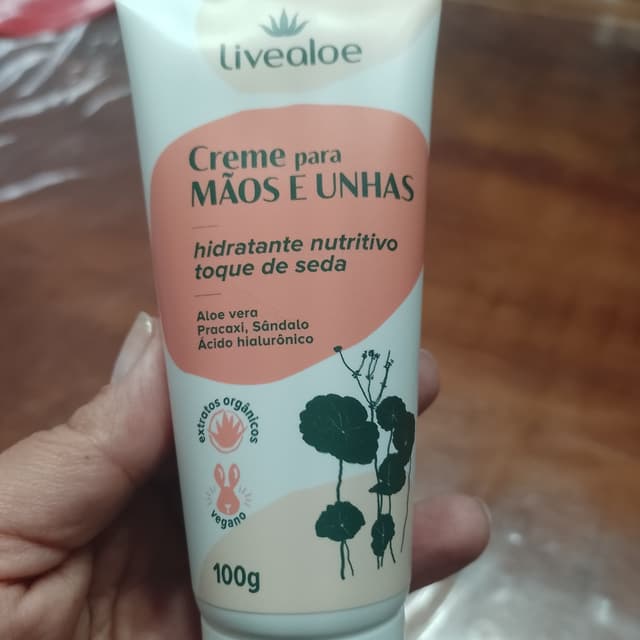 livealoe
Creme para
MÃOS E UNHAS
hidratante nutritivo
toque de seda
Aloe vera
Pracaxi, Sândalo
Ácido hialurônico
extratos orgânicos
vegano
100g